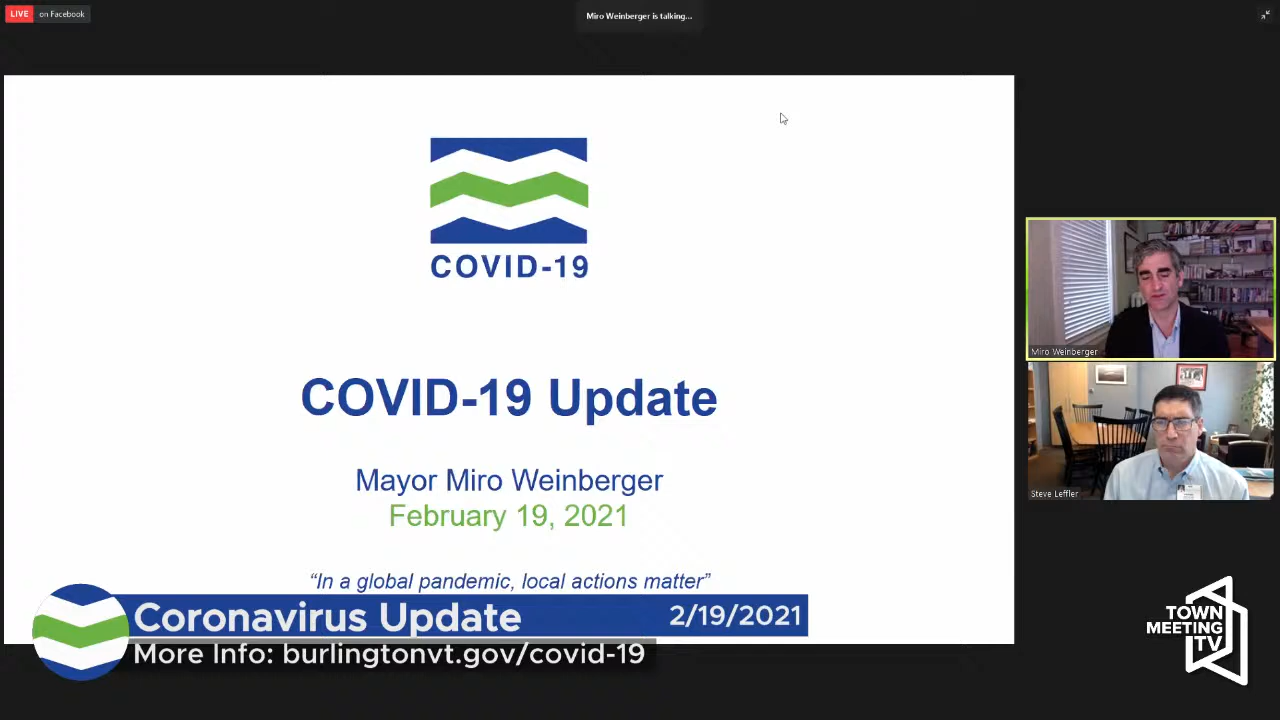 LIVE on Facebook
Miro Weinberger is talking...
COVID-19
COVID-19 Update
Mayor Miro Weinberger
February 19, 2021
“In a global pandemic, local actions matter”
Coronavirus Update 2/19/2021
More Info: burlingtonvt.gov/covid-19
Miro Weinberger
Steve Leffler
TOWN
MEETING
TV